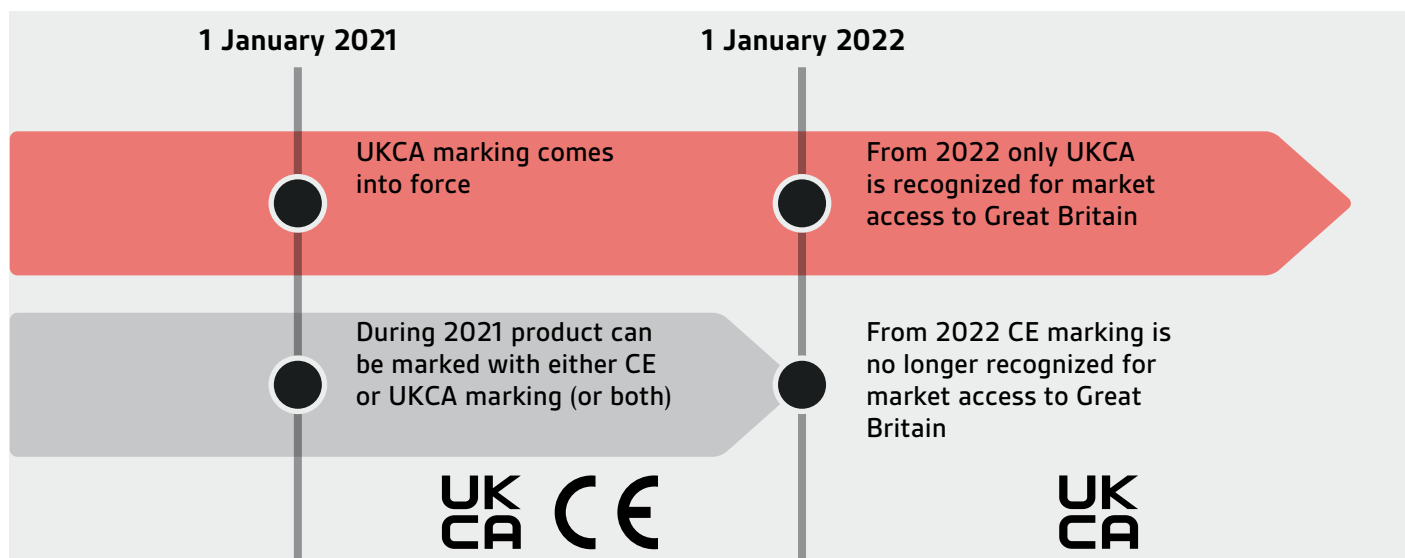 1 January 2021
1 January 2022
UKCA marking comes
into force
From 2022 only UKCA
is recognized for market
access to Great Britain
During 2021 product can
be marked with either CE
or UKCA marking (or both)
From 2022 CE marking is
no longer recognized for
market access to Great
Britain
UK
CA
CE
UK
CA